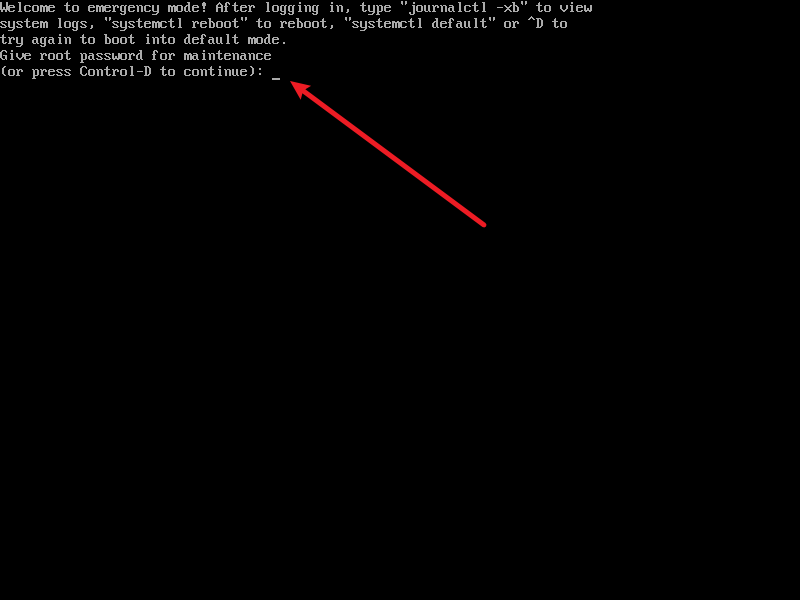 Welcome to emergency mode! After logging in, type "journalctl -xb" to view
system logs, "systemctl reboot" to reboot, "systemctl default" or ^D to
try again to boot into default mode.
Give root password for maintenance
(or press Control-D to continue): _